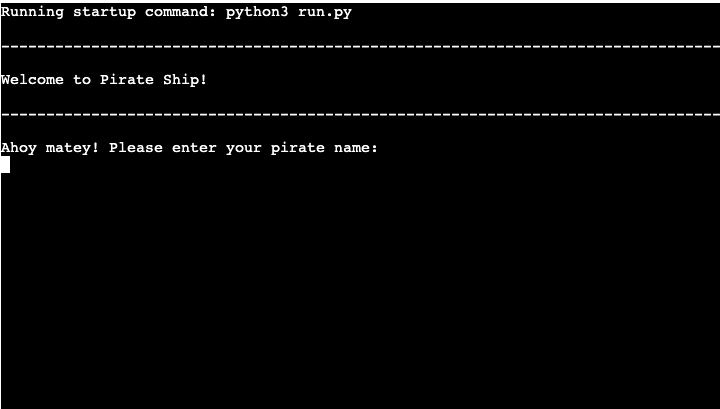 Running startup command: python3 run.py
--------------------------------------------------------------------------------
Welcome to Pirate Ship!
--------------------------------------------------------------------------------
Ahoy matey! Please enter your pirate name: